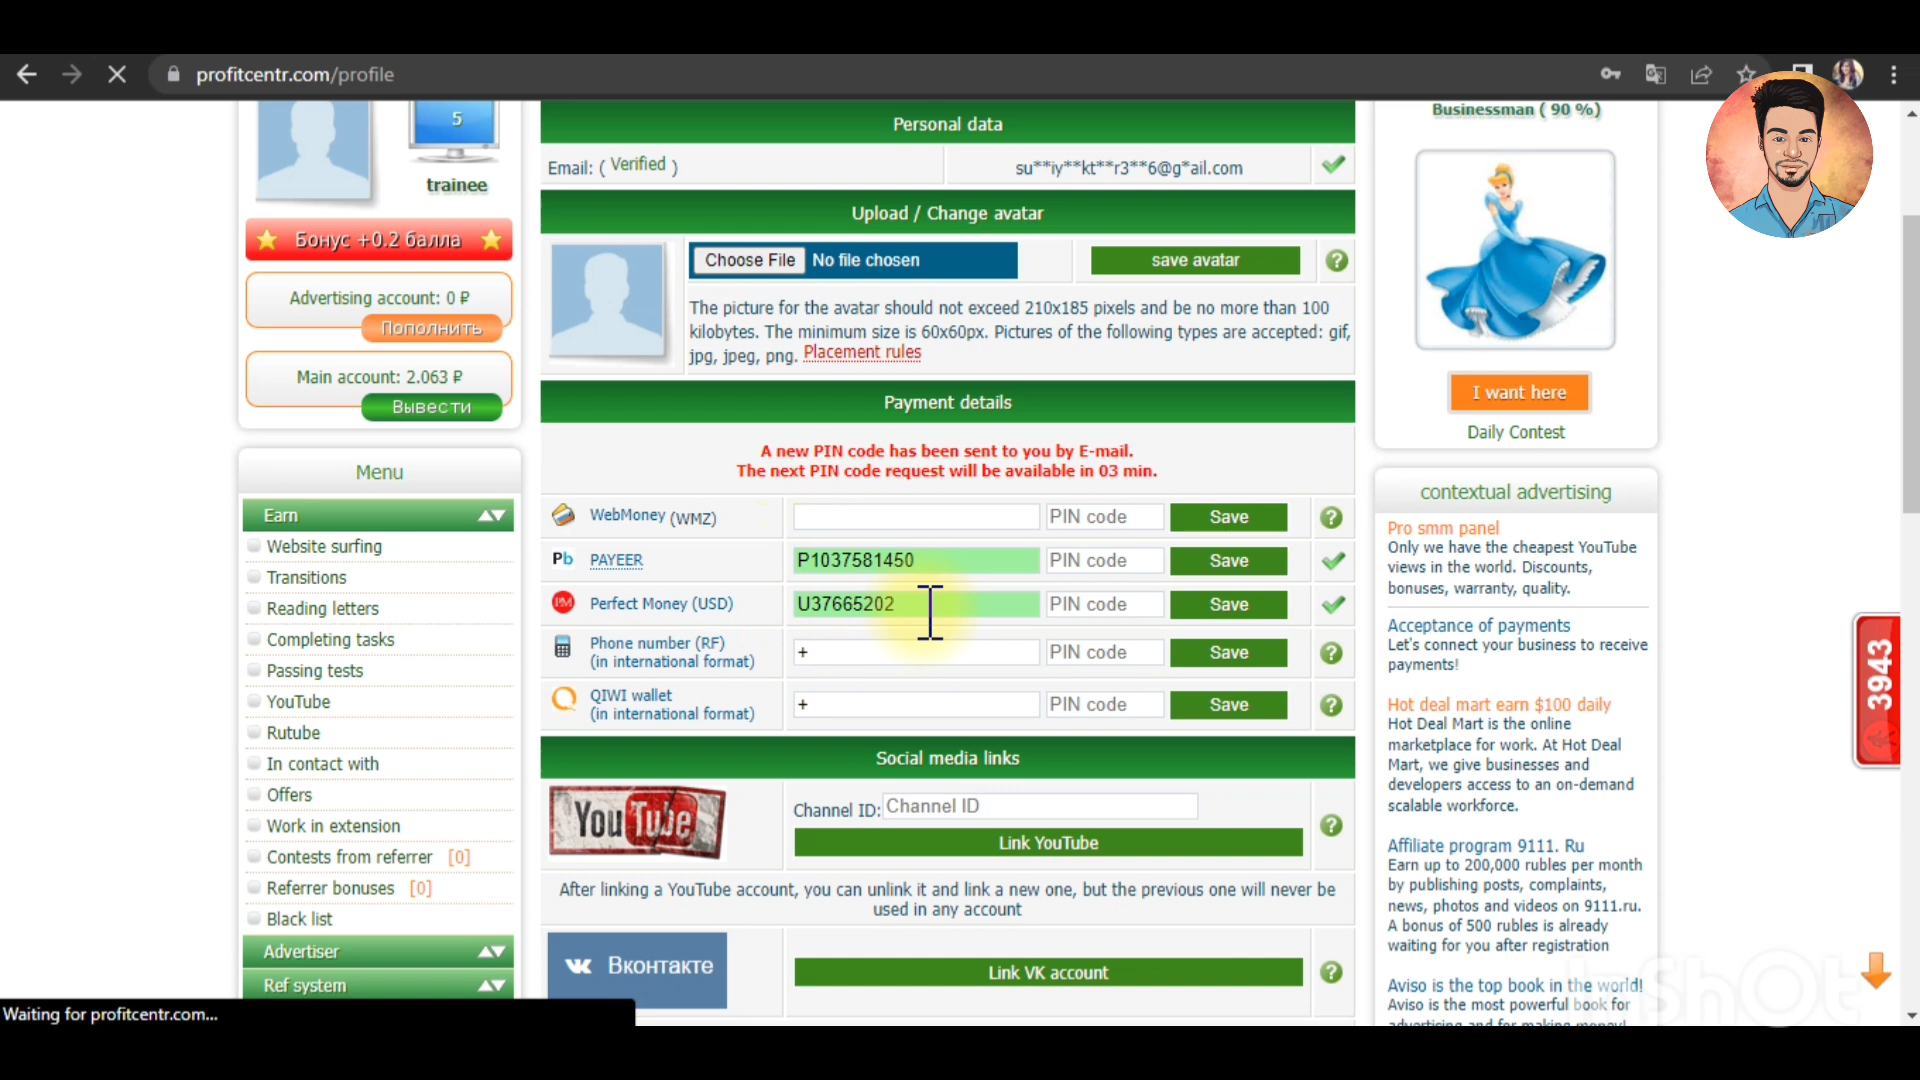 profitcentr.com/profile
5
trainee
Бонус +0.2 балла
Advertising account: 0 ₽
Пополнить
Main account: 2.063 ₽
Вывести
Menu
Earn
Website surfing
Transitions
Reading letters
Completing tasks
Passing tests
YouTube
Rutube
In contact with
Offers
Work in extension
Contests from referrer [0]
Referrer bonuses [0]
Black list
Advertiser
Ref system
Waiting for profitcentr.com...
Personal data
Email: ( Verified ) su**iy**kt**r3**6@g*ail.com
Upload / Change avatar
Choose File No file chosen save avatar
The picture for the avatar should not exceed 210x185 pixels and be no more than 100
kilobytes. The minimum size is 60x60px. Pictures of the following types are accepted: gif,
jpg, jpeg, png. Placement rules
Payment details
A new PIN code has been sent to you by E-mail.
The next PIN code request will be available in 03 min.
WebMoney (WMZ) PIN code Save
Pb PAYEER P1037581450 PIN code Save
PM Perfect Money (USD) U37665202 PIN code Save
Phone number (RF)
(in international format) + PIN code Save
QIWI wallet
(in international format) + PIN code Save
Social media links
YouTube
Channel ID: Channel ID
Link YouTube
After linking a YouTube account, you can unlink it and link a new one, but the previous one will never be
used in any account
Вконтакте
Link VK account
Businessman ( 90 %)
I want here
Daily Contest
contextual advertising
Pro smm panel
Only we have the cheapest YouTube
views in the world. Discounts,
bonuses, warranty, quality.
Acceptance of payments
Let's connect your business to receive
payments!
Hot deal mart earn $100 daily
Hot Deal Mart is the online
marketplace for work. At Hot Deal
Mart, we give businesses and
developers access to an on-demand
scalable workforce.
Affiliate program 9111. Ru
Earn up to 200,000 rubles per month
by publishing posts, complaints,
news, photos and videos on 9111.ru.
A bonus of 500 rubles is already
waiting for you after registration
Aviso is the top book in the world!
Aviso is the most powerful book for
advertising and for making money!
3943
InShOt